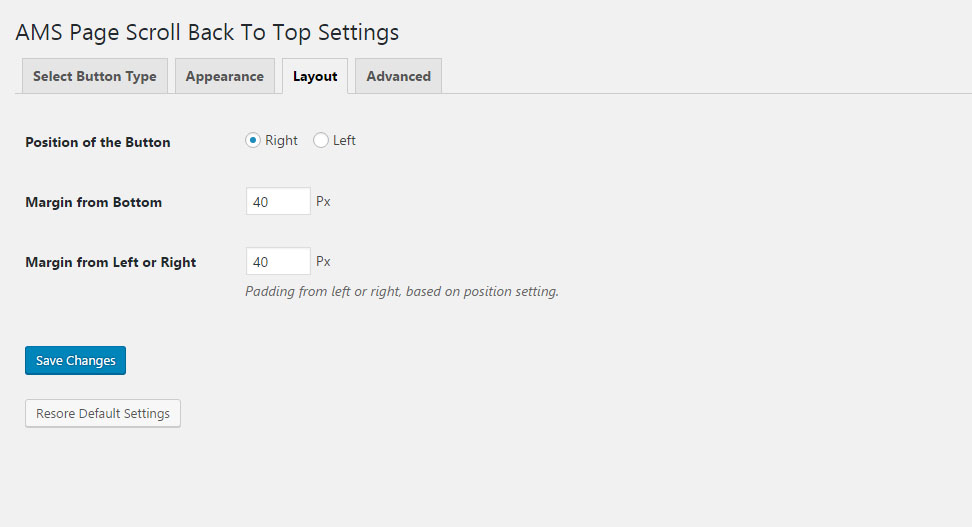 AMS Page Scroll Back To Top Settings
Select Button Type Appearance Layout Advanced
Position of the Button Right Left
Margin from Bottom 40 Px
Margin from Left or Right 40 Px
Padding from left or right, based on position setting.
Save Changes
Resore Default Settings